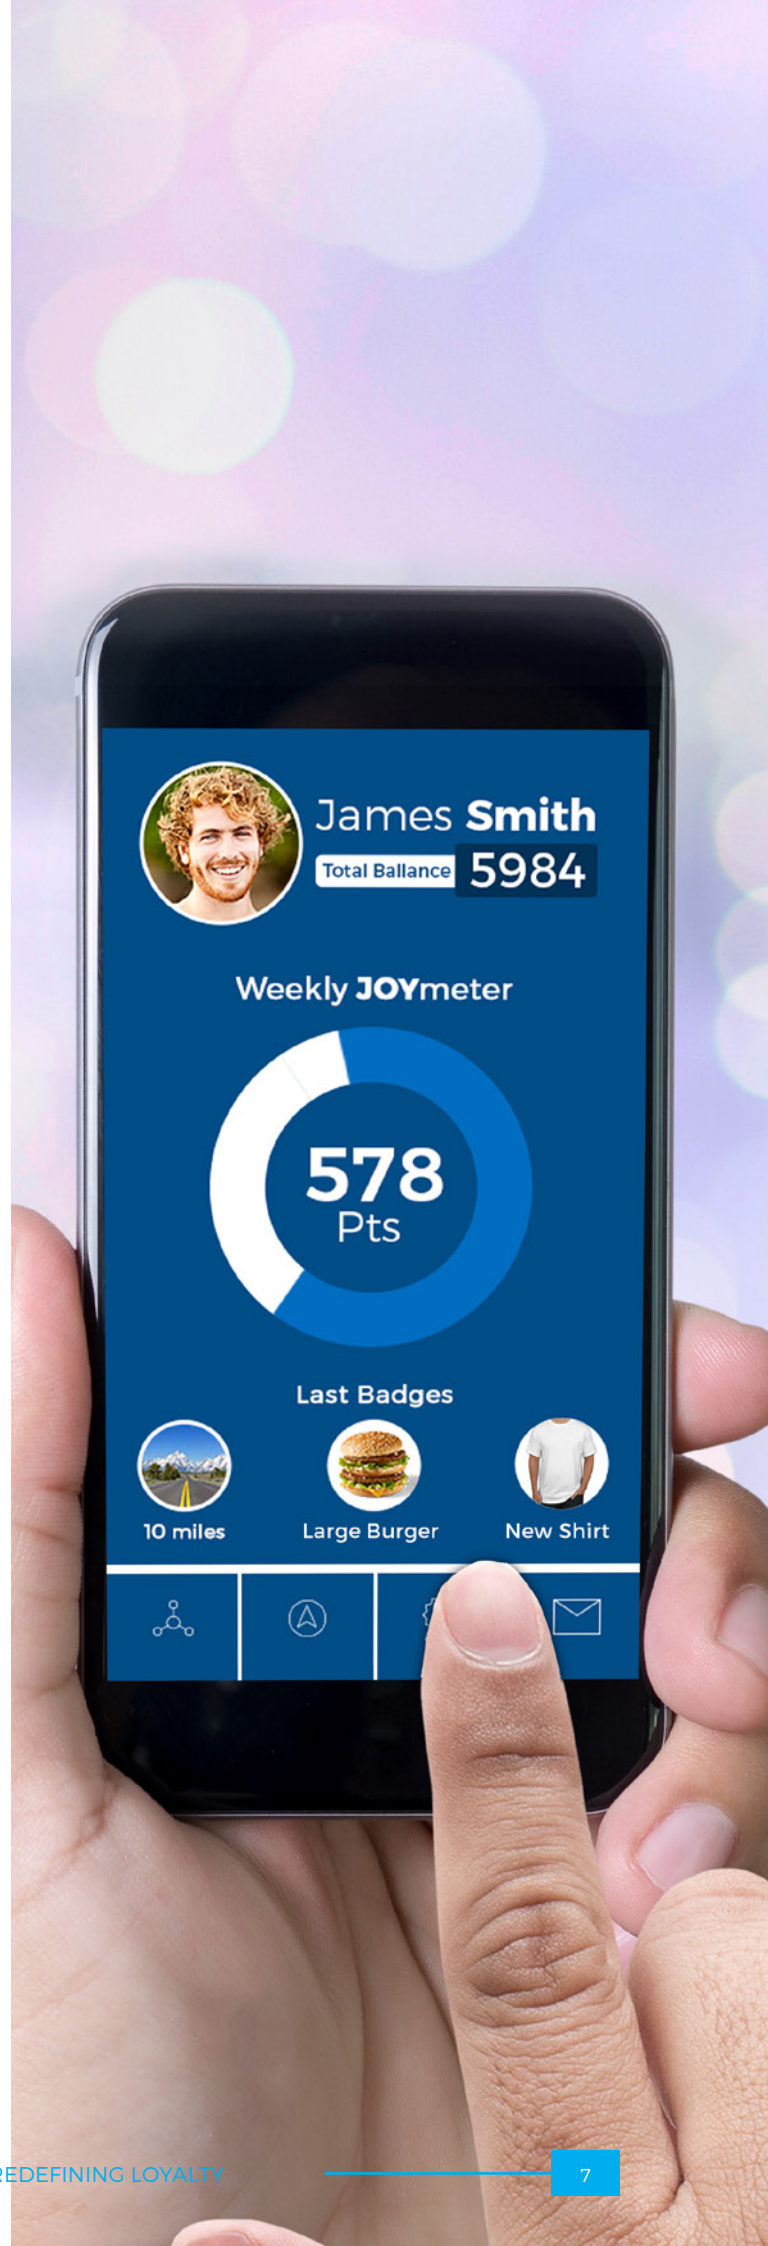 James Smith
Total Ballance 5984
Weekly JOYmeter
578
Pts
Last Badges
10 miles Large Burger New Shirt
REDEFINING LOYALTY 7